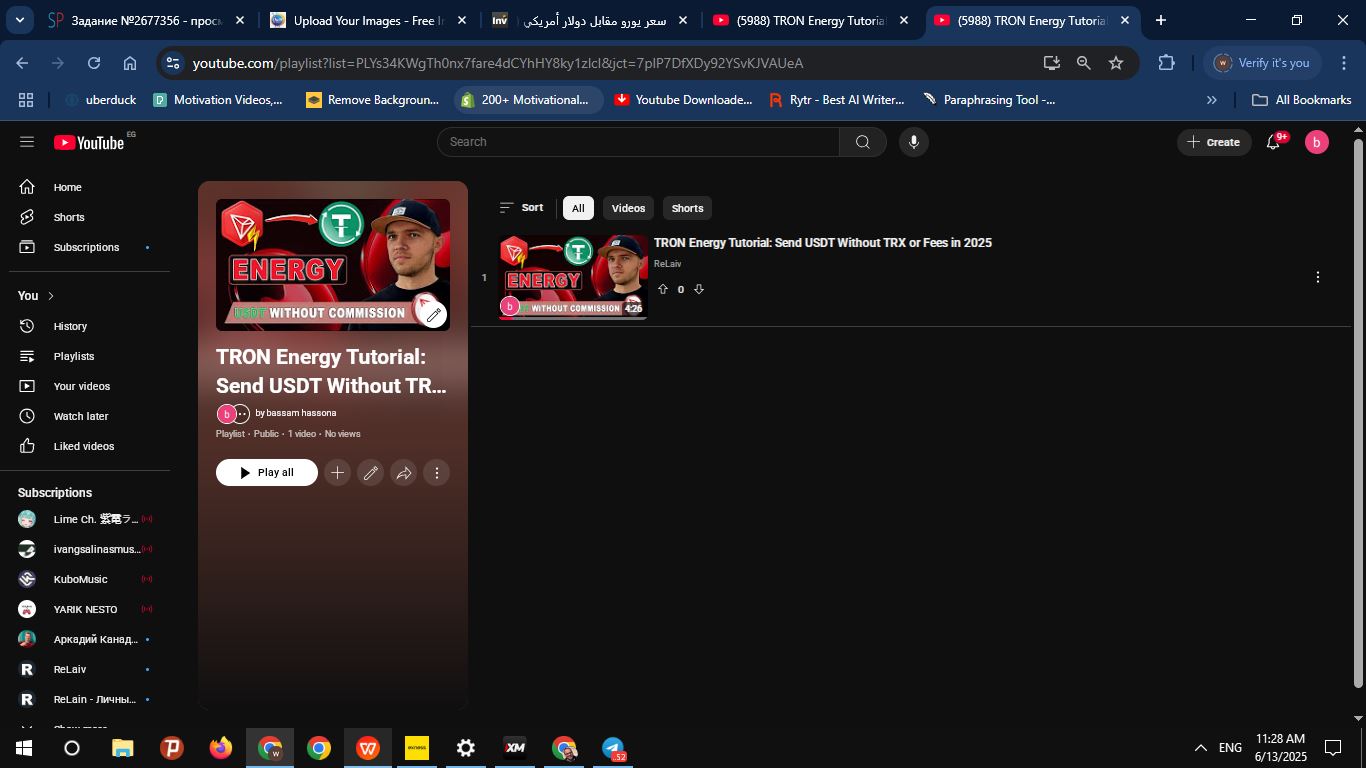 Задание №2677356 - прос
Upload Your Images - Free I
سعر يورو مقابل دولار أمريكي
(5988) TRON Energy Tutoria
(5988) TRON Energy Tutoria
youtube.com/playlist?list=PLYs34KWgTh0nx7fare4dCYhHY8ky1zlcl&jct=7plP7DfXDy92YSvKJVAUeA
Verify it's you
uberduck
Motivation Videos,...
Remove Backgroun...
200+ Motivational...
Youtube Downloade...
Rytr - Best AI Writer...
Paraphrasing Tool -...
All Bookmarks
YouTube EG
Search
Create
9+
b
Home
Shorts
Subscriptions
You
History
Playlists
Your videos
Watch later
Liked videos
Subscriptions
Lime Ch. 紫電ラ...
ivangsalinasmus...
KuboMusic
YARIK NESTO
Аркадий Канад...
ReLaiv
ReLain - Личны...
ENERGY
USDT WITHOUT COMMISSION
TRON Energy Tutorial:
Send USDT Without TR...
b
by bassam hassona
Playlist • Public • 1 video • No views
Play all
Sort
All
Videos
Shorts
1
ENERGY
b
WITHOUT COMMISSION
4:26
TRON Energy Tutorial: Send USDT Without TRX or Fees in 2025
ReLaiv
0
exness
XM
52
ENG
11:28 AM
6/13/2025